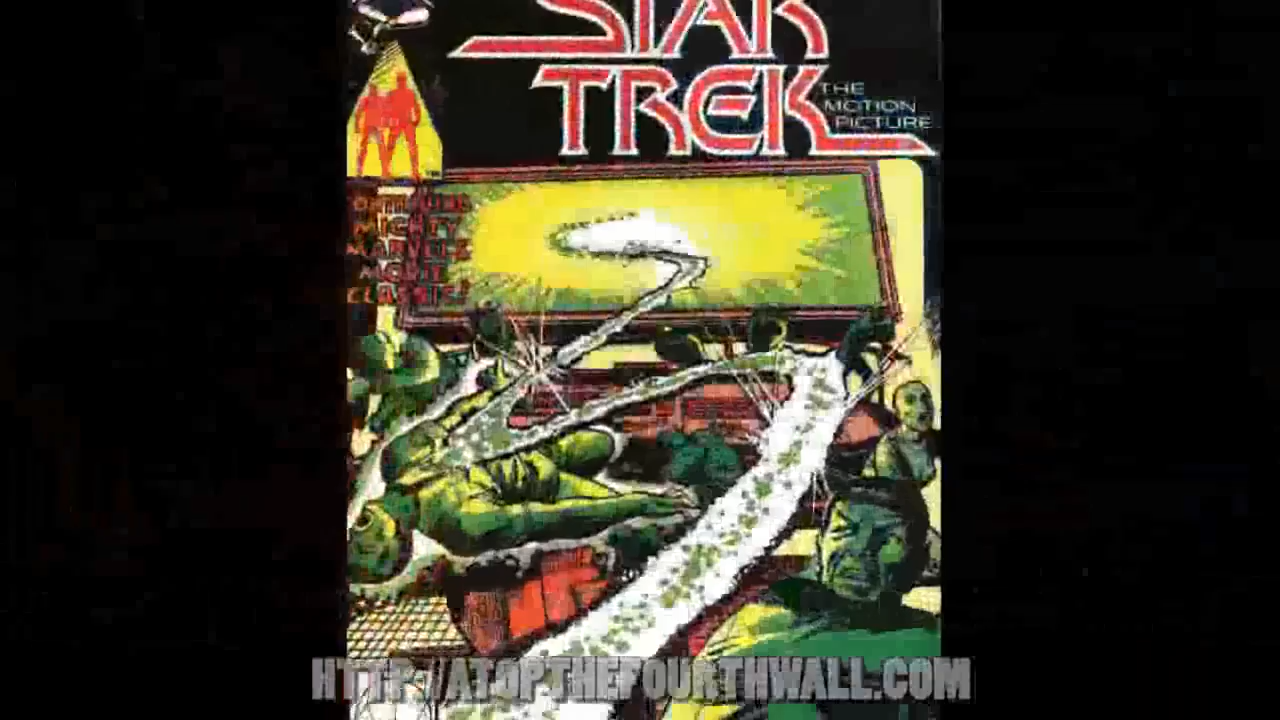 STAR
TREK
THE
MOTION
PICTURE
MIGHTY
MARVEL'S
MOVIE
CLASSIC!
HTTP://ATOPTHEFOURTHWALL.COM